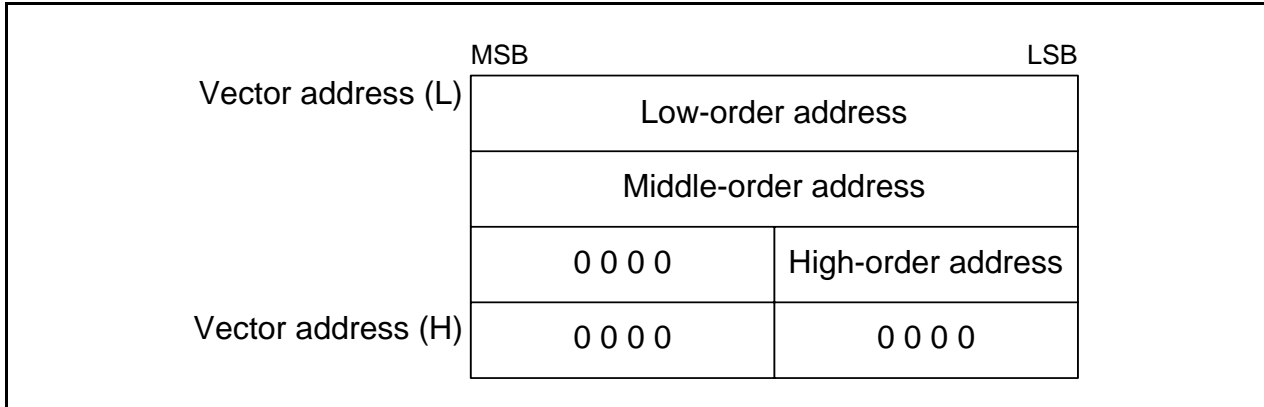 MSB LSB
Vector address (L) Low-order address
Middle-order address
0 0 0 0 High-order address
Vector address (H) 0 0 0 0 0 0 0 0